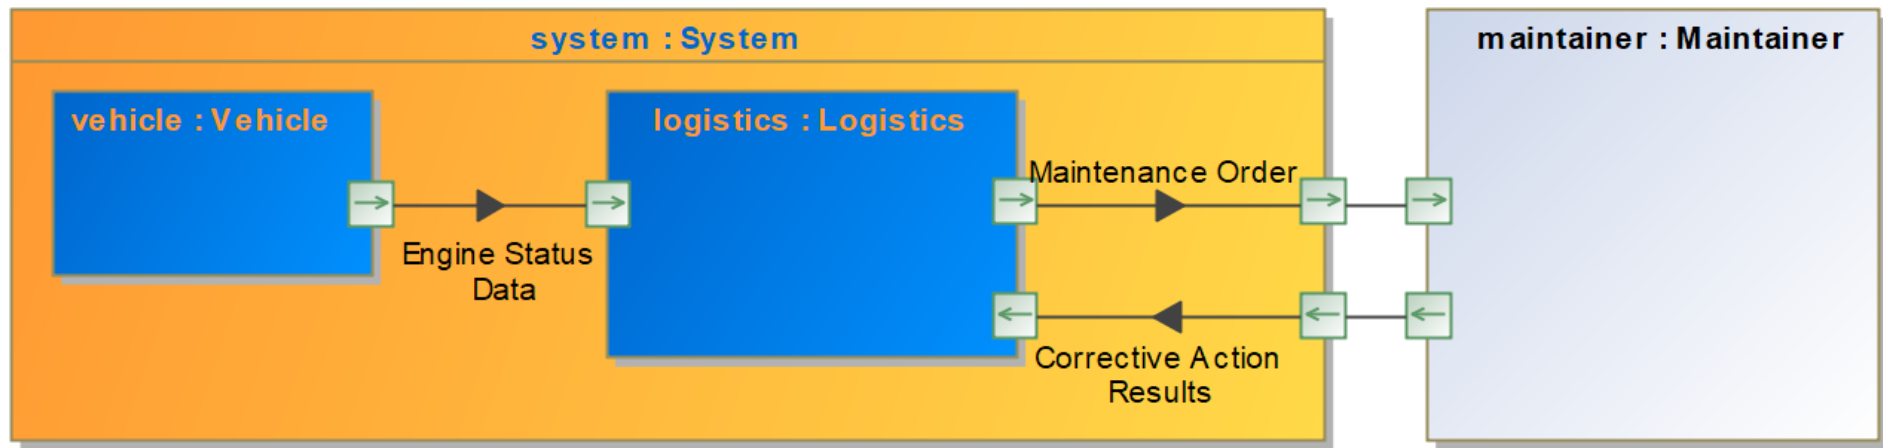 system : System
maintainer : Maintainer
vehicle : Vehicle
logistics : Logistics
Maintenance Order
Engine Status
Data
Corrective Action
Results